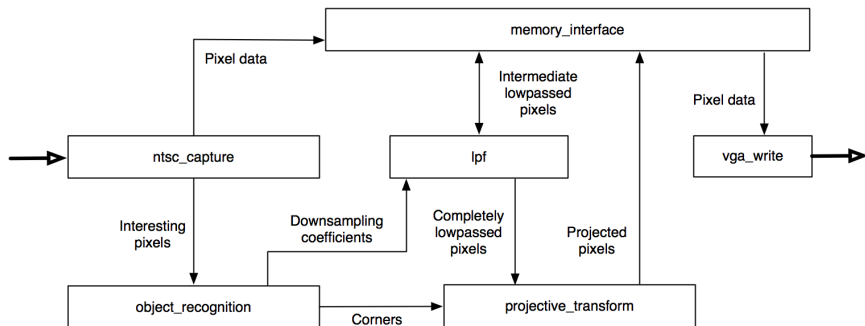 memory_interface
Pixel data
Intermediate
lowpassed
pixels
Pixel data
ntsc_capture
lpf
vga_write
Interesting
pixels
Downsampling
coefficients
Completely
lowpassed
pixels
Projected
pixels
object_recognition
Corners
projective_transform